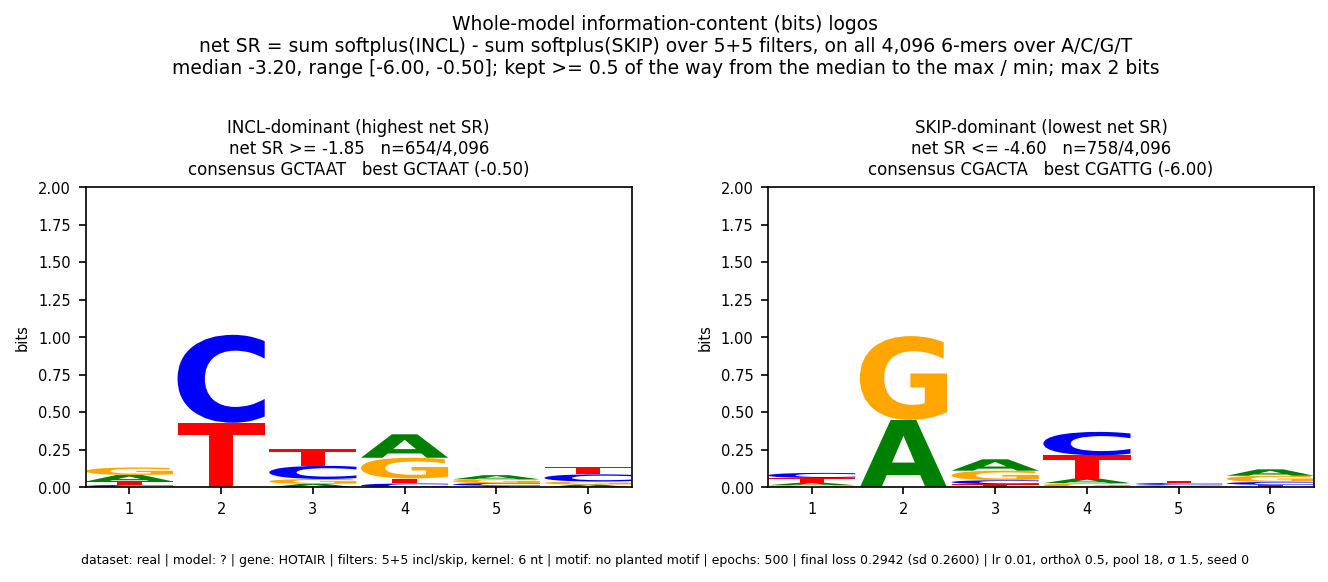 Whole-model information-content (bits) logos
net SR = sum softplus(INCL) - sum softplus(SKIP) over 5+5 filters, on all 4,096 6-mers over A/C/G/T
median -3.20, range [-6.00, -0.50]; kept >= 0.5 of the way from the median to the max / min; max 2 bits
INCL-dominant (highest net SR)
net SR >= -1.85   n=654/4,096
consensus GCTAAT   best GCTAAT (-0.50)
2.00
1.75
1.50
1.25
1.00
0.75
0.50
0.25
0.00
bits
1 2 3 4 5 6
SKIP-dominant (lowest net SR)
net SR <= -4.60   n=758/4,096
consensus CGACTA   best CGATTG (-6.00)
2.00
1.75
1.50
1.25
1.00
0.75
0.50
0.25
0.00
bits
1 2 3 4 5 6
dataset: real | model: ? | gene: HOTAIR | filters: 5+5 incl/skip, kernel: 6 nt | motif: no planted motif | epochs: 500 | final loss 0.2942 (sd 0.2600) | lr 0.01, orthoλ 0.5, pool 18, σ 1.5, seed 0